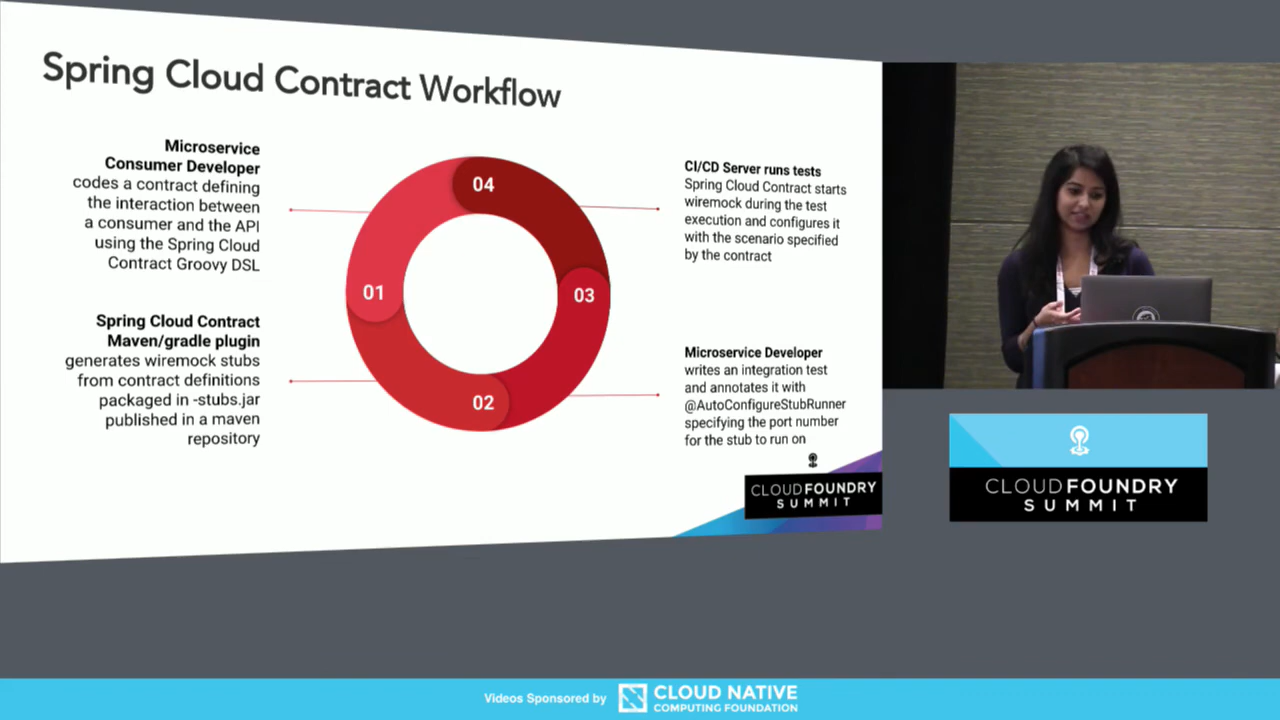 Spring Cloud Contract Workflow
Microservice
Consumer Developer
codes a contract defining
the interaction between
a consumer and the API
using the Spring Cloud
Contract Groovy DSL
Spring Cloud Contract
Maven/gradle plugin
generates wiremock stubs
from contract definitions
packaged in -stubs.jar
published in a maven
repository
04
01
03
02
CI/CD Server runs tests
Spring Cloud Contract starts
wiremock during the test
execution and configures it
with the scenario specified
by the contract
Microservice Developer
writes an integration test
and annotates it with
@AutoConfigureStubRunner
specifying the port number
for the stub to run on
CLOUDFOUNDRY
SUMMIT
CLOUDFOUNDRY
SUMMIT
Videos Sponsored by
CLOUD NATIVE
COMPUTING FOUNDATION